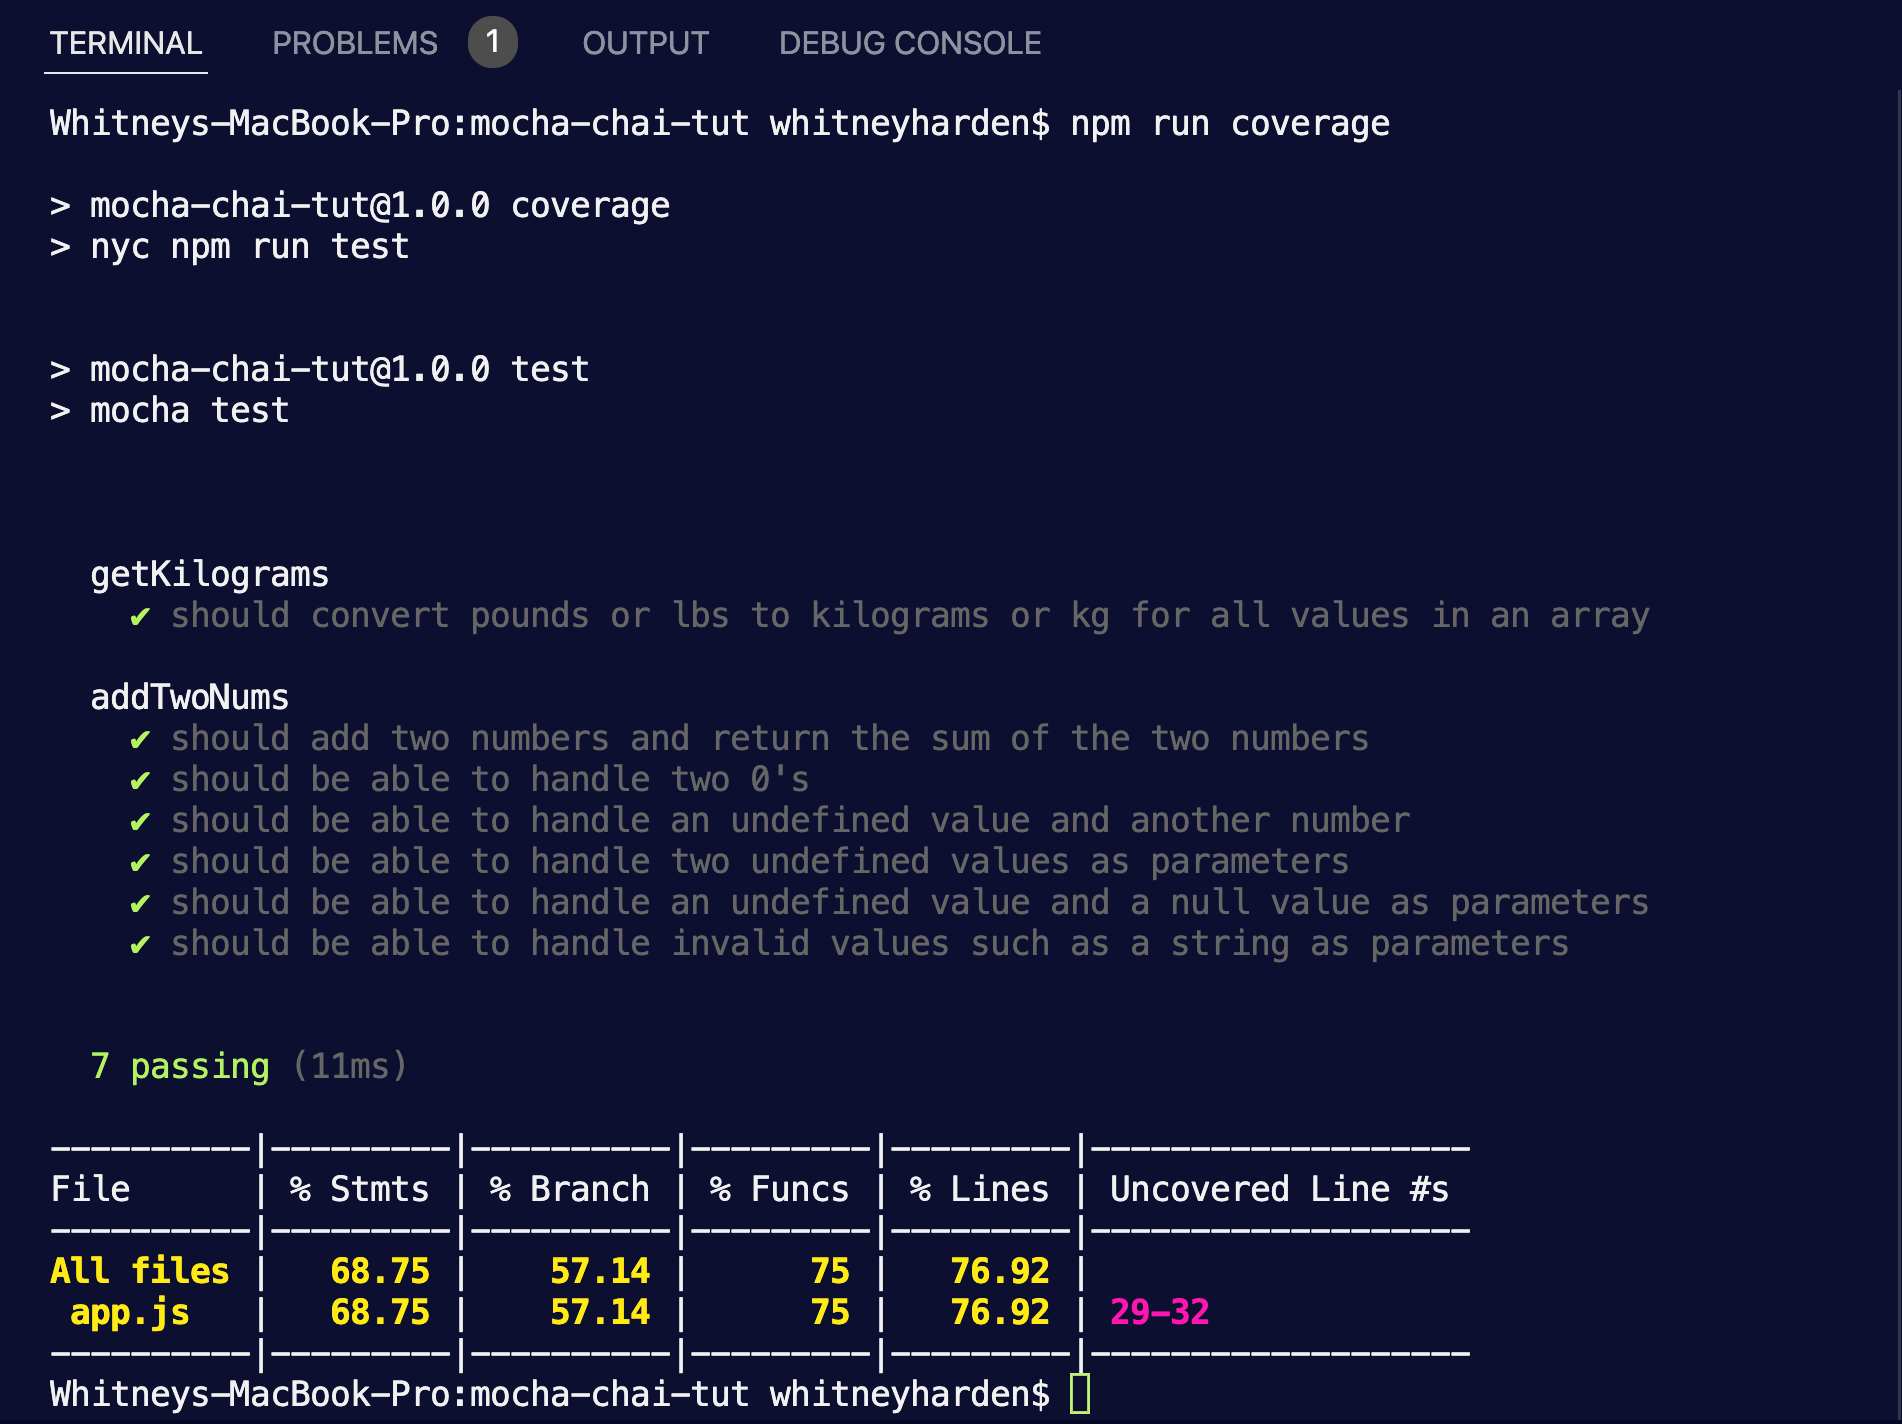 TERMINAL PROBLEMS 1 OUTPUT DEBUG CONSOLE
Whitneys-MacBook-Pro:mocha-chai-tut whitneyharden$ npm run coverage
> mocha-chai-tut@1.0.0 coverage
> nyc npm run test
> mocha-chai-tut@1.0.0 test
> mocha test
getKilograms
✔ should convert pounds or lbs to kilograms or kg for all values in an array
addTwoNums
✔ should add two numbers and return the sum of the two numbers
✔ should be able to handle two 0's
✔ should be able to handle an undefined value and another number
✔ should be able to handle two undefined values as parameters
✔ should be able to handle an undefined value and a null value as parameters
✔ should be able to handle invalid values such as a string as parameters
7 passing (11ms)
----------|---------|----------|---------|---------|-------------------
File      | % Stmts | % Branch | % Funcs | % Lines | Uncovered Line #s
----------|---------|----------|---------|---------|-------------------
All files |   68.75 |    57.14 |      75 |   76.92 |
 app.js   |   68.75 |    57.14 |      75 |   76.92 | 29-32
----------|---------|----------|---------|---------|-------------------
Whitneys-MacBook-Pro:mocha-chai-tut whitneyharden$